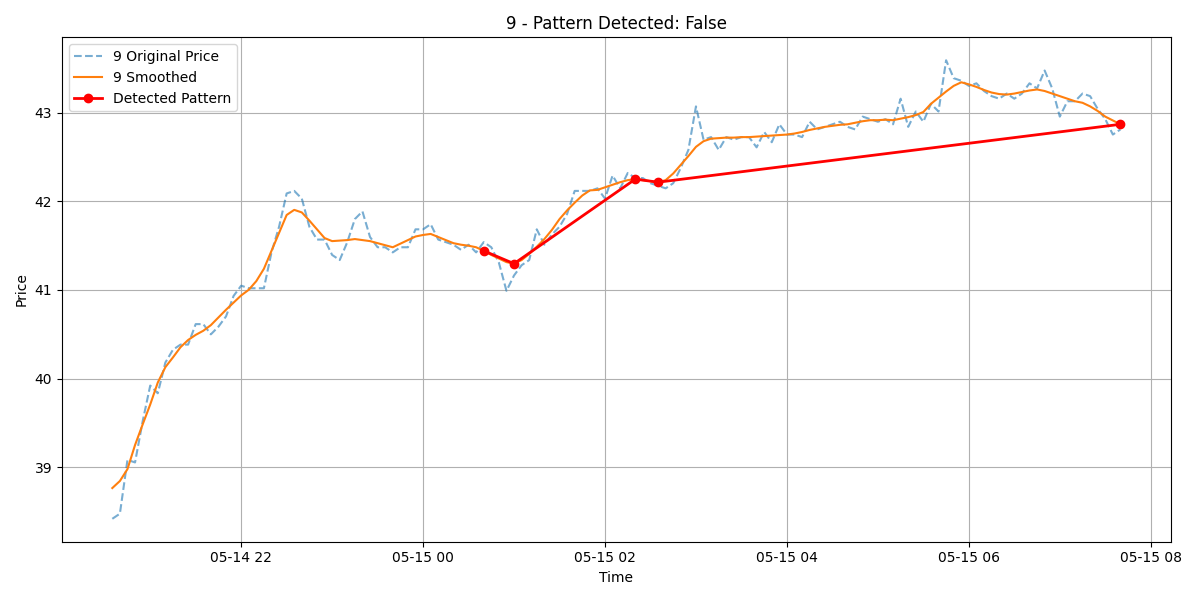 9 - Pattern Detected: False
9 Original Price
9 Smoothed
Detected Pattern
Price
43
42
41
40
39
05-14 22
05-15 00
05-15 02
05-15 04
05-15 06
05-15 08
Time